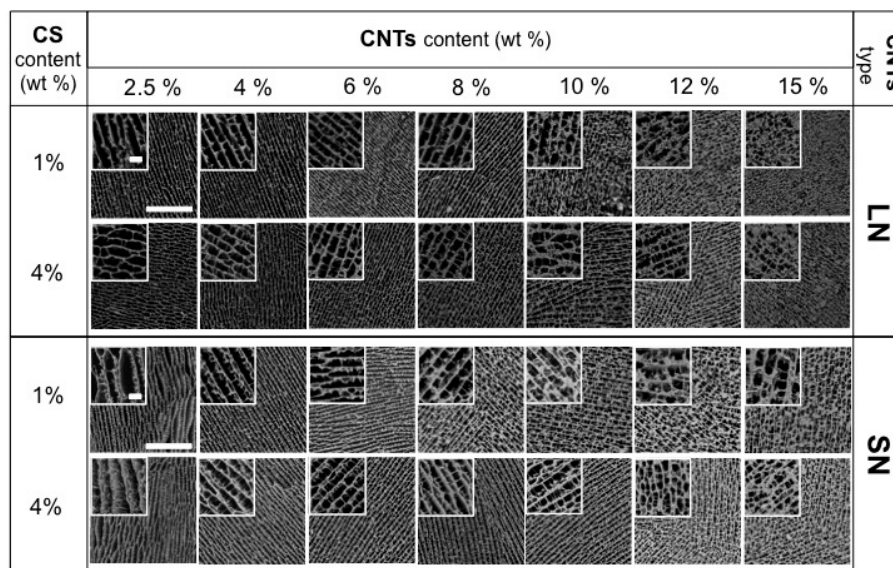 CS
content
(wt %)
CNTs content (wt %)
CNTs
type
2.5 %
4 %
6 %
8 %
10 %
12 %
15 %
1%
4%
LN
1%
4%
SN